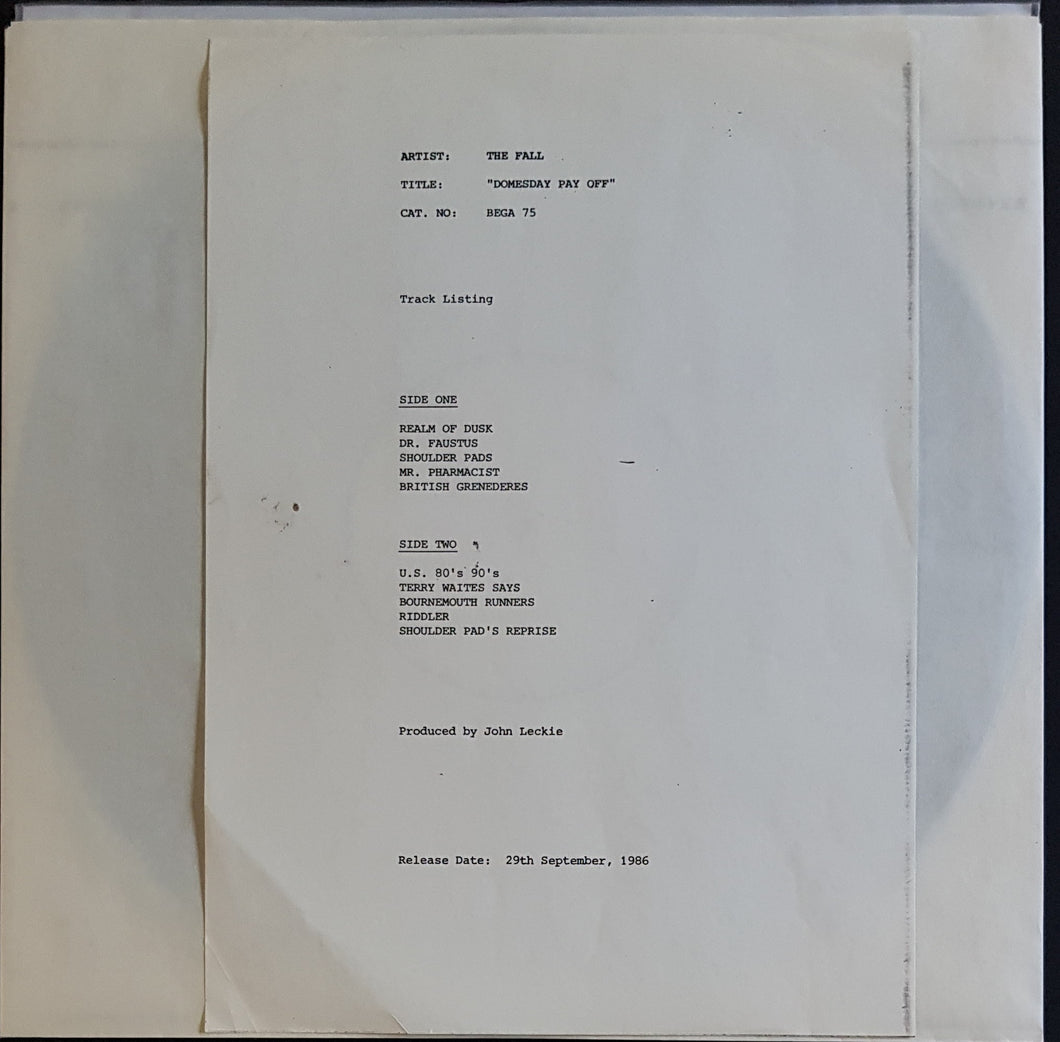 ARTIST: THE FALL
TITLE: "DOMESDAY PAY OFF"
CAT. NO: BEGA 75
Track Listing
SIDE ONE
REALM OF DUSK
DR. FAUSTUS
SHOULDER PADS
MR. PHARMACIST
BRITISH GRENEDERES
SIDE TWO
U.S. 80's 90's
TERRY WAITES SAYS
BOURNEMOUTH RUNNERS
RIDDLER
SHOULDER PAD'S REPRISE
Produced by John Leckie
Release Date: 29th September, 1986